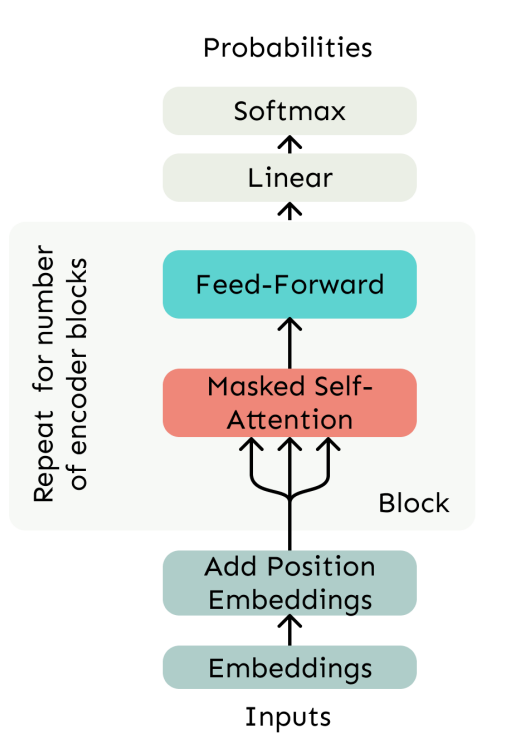 Probabilities
Softmax
Linear
Repeat for number
of encoder blocks
Feed-Forward
Masked Self-
Attention
Block
Add Position
Embeddings
Embeddings
Inputs